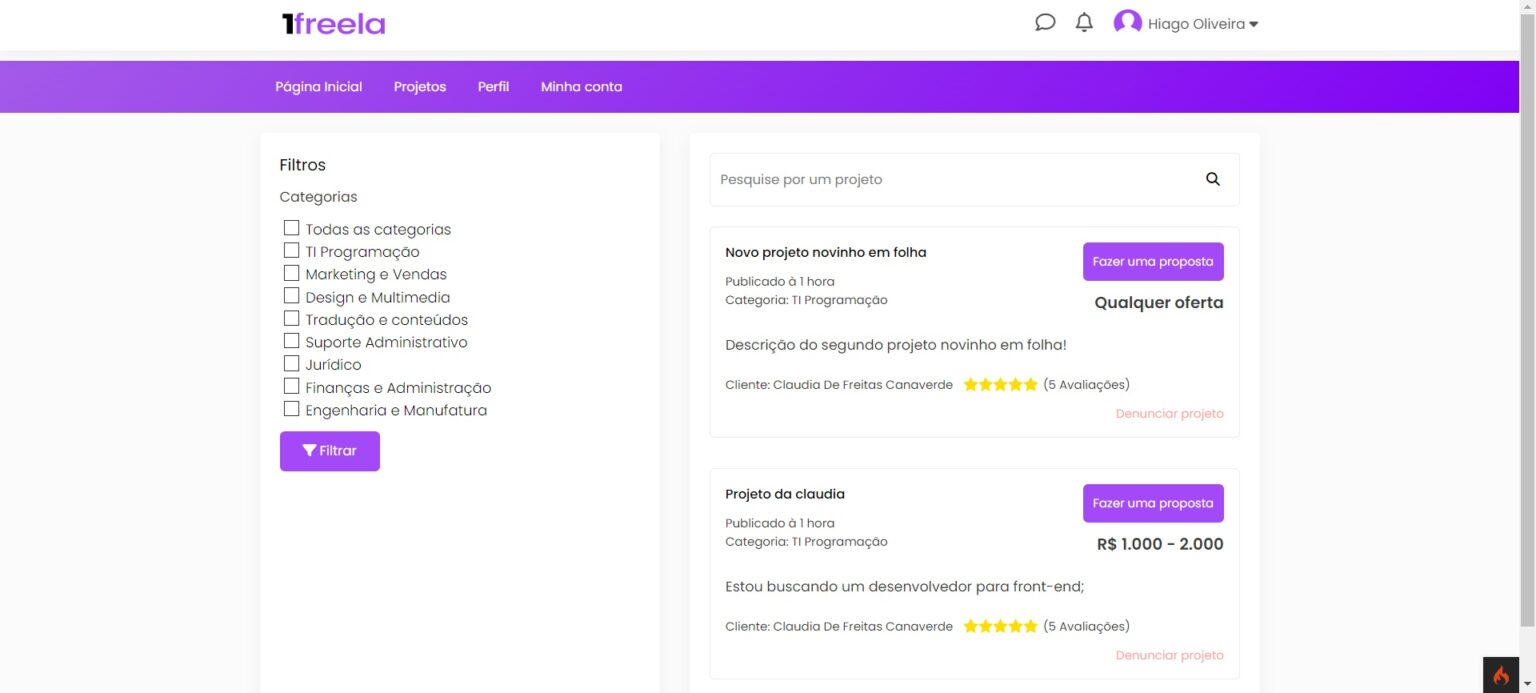 1freela
Hiago Oliveira
Página Inicial Projetos Perfil Minha conta
Filtros
Categorias
Todas as categorias
TI Programação
Marketing e Vendas
Design e Multimedia
Tradução e conteúdos
Suporte Administrativo
Jurídico
Finanças e Administração
Engenharia e Manufatura
Filtrar
Pesquise por um projeto
Novo projeto novinho em folha
Fazer uma proposta
Publicado à 1 hora
Categoria: TI Programação
Qualquer oferta
Descrição do segundo projeto novinho em folha!
Cliente: Claudia De Freitas Canaverde (5 Avaliações)
Denunciar projeto
Projeto da claudia
Fazer uma proposta
Publicado à 1 hora
Categoria: TI Programação
R$ 1.000 - 2.000
Estou buscando um desenvolvedor para front-end;
Cliente: Claudia De Freitas Canaverde (5 Avaliações)
Denunciar projeto